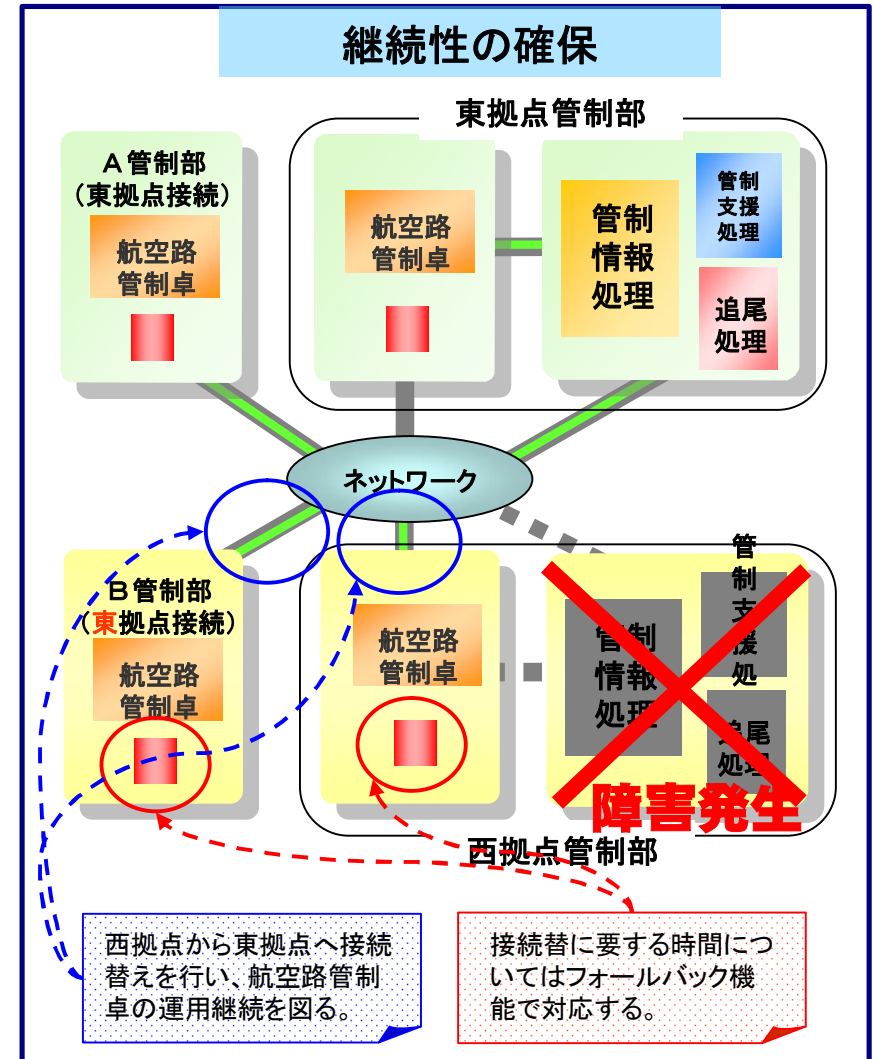 継続性の確保
東拠点管制部
Ａ管制部
（東拠点接続）
航空路
管制卓
航空路
管制卓
管制
情報
処理
管制
支援
処理
追尾
処理
ネットワーク
Ｂ管制部
（東拠点接続）
航空路
管制卓
航空路
管制卓
管制
情報
処理
管
制
支
援
処
追尾
処理
障害発生
西拠点管制部
西拠点から東拠点へ接続
替えを行い、航空路管制
卓の運用継続を図る。
接続替に要する時間につ
いてはフォールバック機
能で対応する。